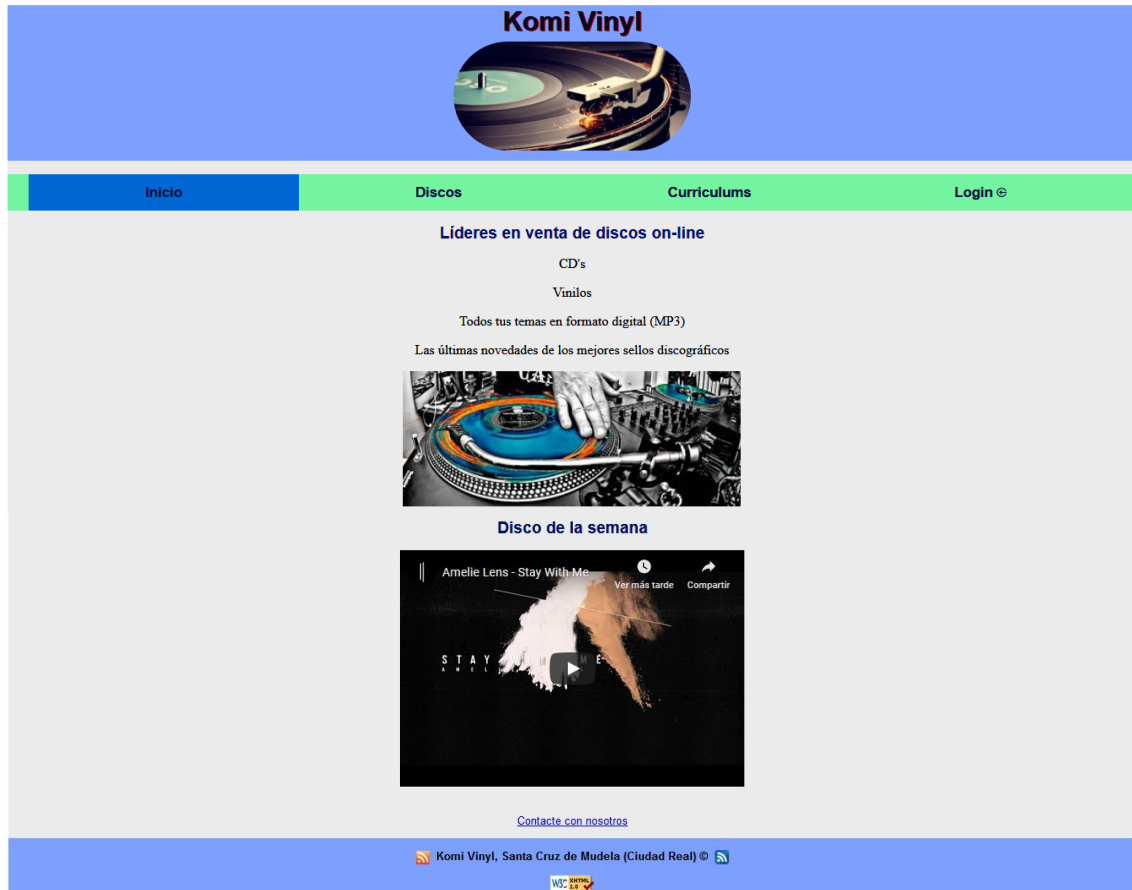 Komi Vinyl
Inicio Discos Curriculums Login
Líderes en venta de discos on-line
CD's
Vinilos
Todos tus temas en formato digital (MP3)
Las últimas novedades de los mejores sellos discográficos
Disco de la semana
Amelie Lens - Stay With Me
Ver más tarde Compartir
STAY ME
Contacte con nosotros
Komi Vinyl, Santa Cruz de Mudela (Ciudad Real) ©
W3C XHTML 1.0